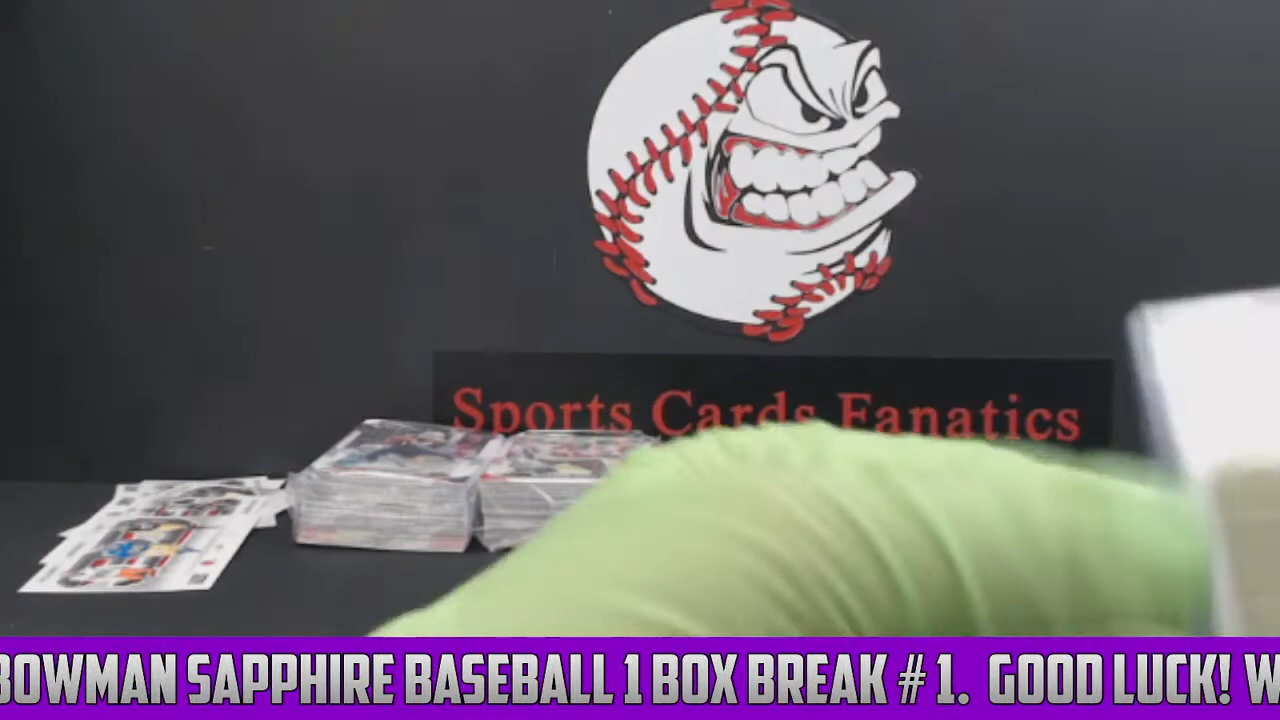 Sports Cards Fanatics
BOWMAN SAPPHIRE BASEBALL 1 BOX BREAK # 1. GOOD LUCK! W